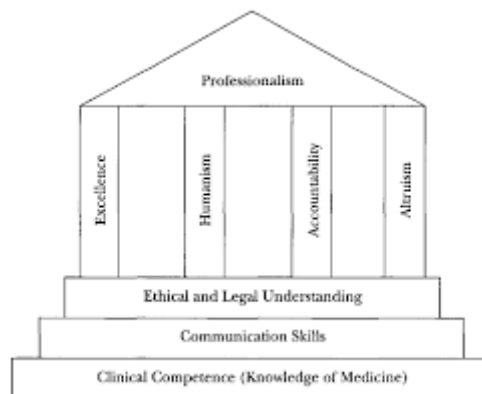 Professionalism
Excellence
Humanism
Accountability
Altruism
Ethical and Legal Understanding
Communication Skills
Clinical Competence (Knowledge of Medicine)